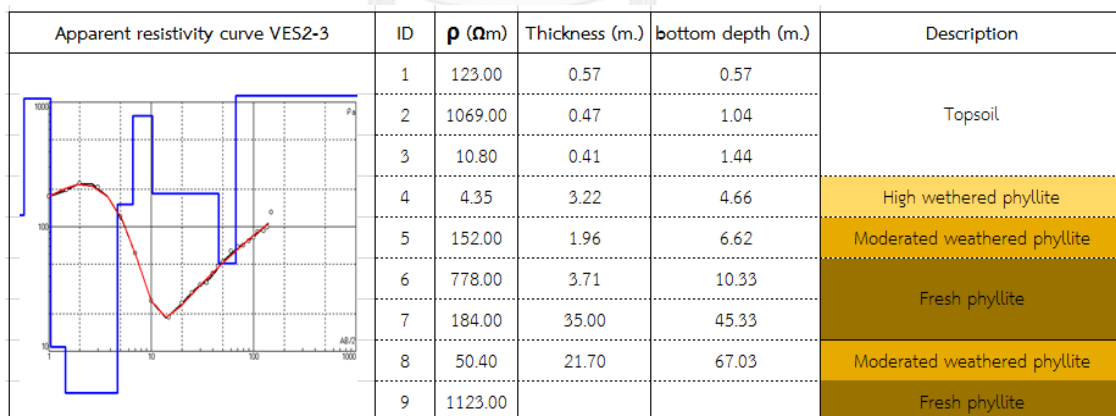 Apparent resistivity curve VES2-3 ID ρ (Ωm) Thickness (m.) bottom depth (m.) Description
1 123.00 0.57 0.57
2 1069.00 0.47 1.04 Topsoil
3 10.80 0.41 1.44
4 4.35 3.22 4.66 High wethered phyllite
5 152.00 1.96 6.62 Moderated weathered phyllite
6 778.00 3.71 10.33
Fresh phyllite
7 184.00 35.00 45.33
8 50.40 21.70 67.03 Moderated weathered phyllite
9 1123.00 Fresh phyllite
1000 ρa
100
10 AB/2
1 10 100 1000